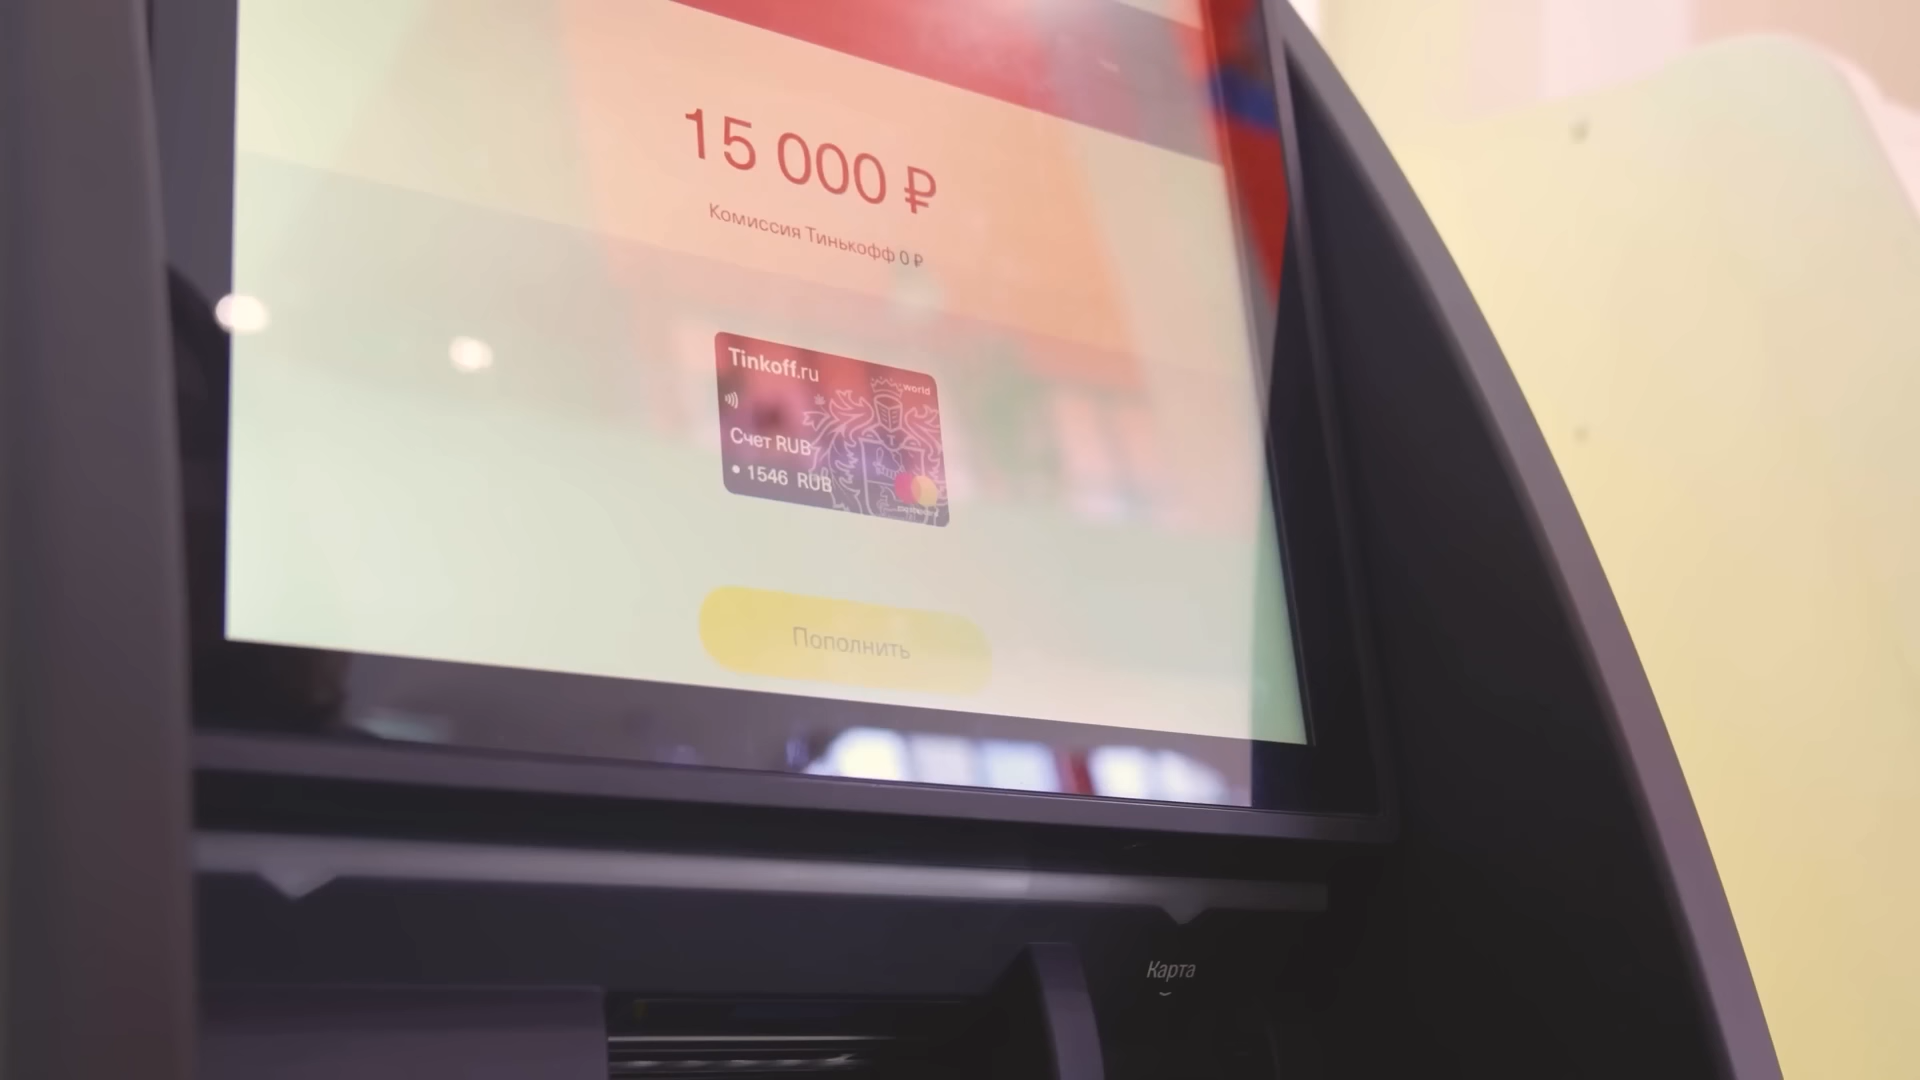 15 000 ₽
Комиссия Тинькофф 0 ₽
Tinkoff.ru
world
Счет RUB
• 1546 RUB
Пополнить
Карта